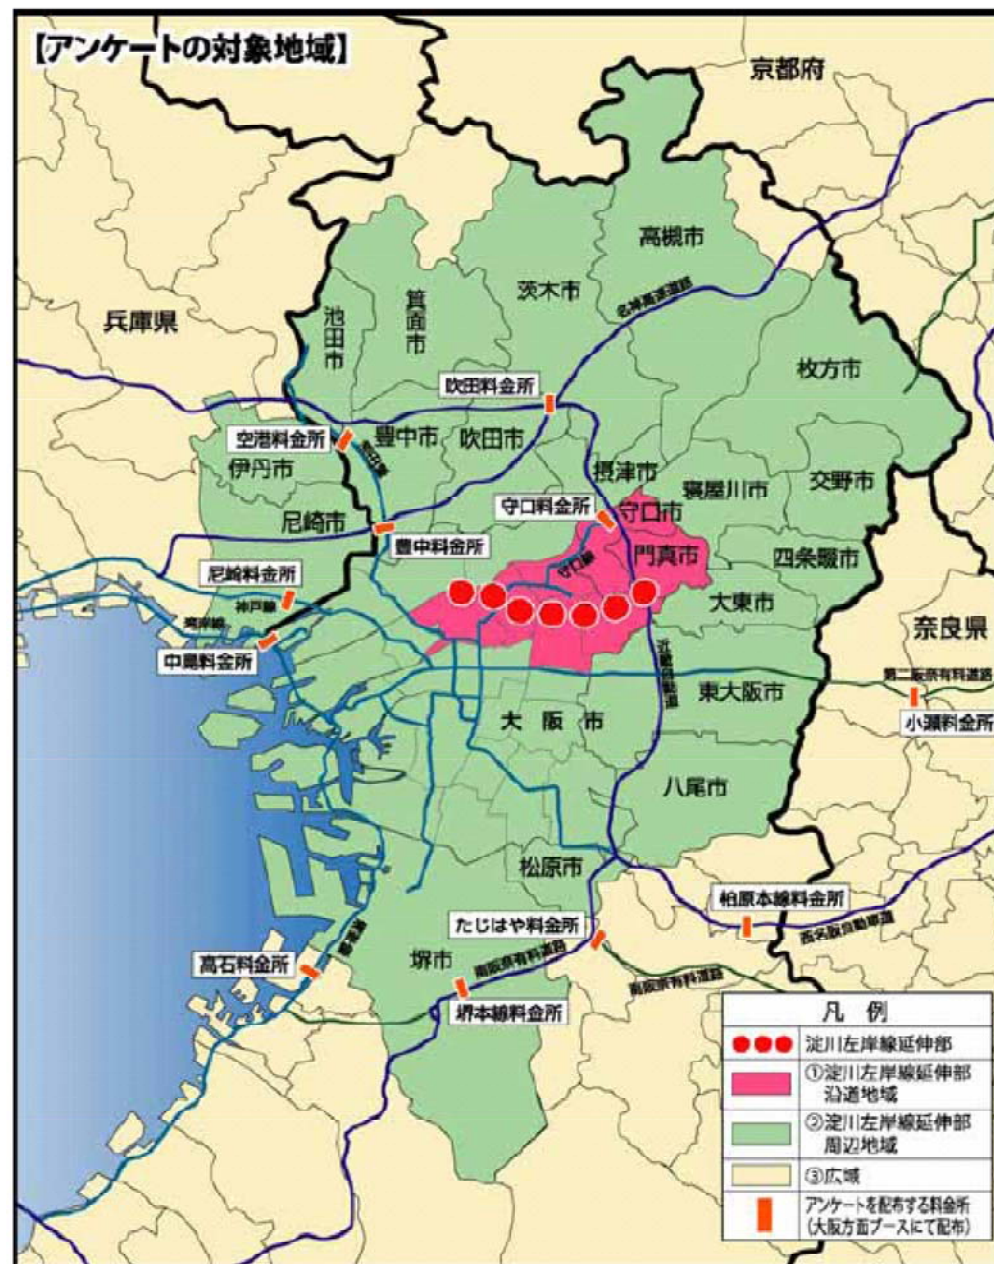 【アンケートの対象地域】
京都府
高槻市
茨木市
名神高速道路
箕面市
池田市
兵庫県
枚方市
吹田料金所
空港料金所
豊中市
吹田市
伊丹市
摂津市
寝屋川市
交野市
守口料金所
守口市
尼崎市
豊中料金所
門真市
四条畷市
守口線
尼崎料金所
神戸線
湾岸線
大東市
奈良県
中島料金所
近畿自動車道
第二阪奈有料道路
東大阪市
小瀬料金所
大阪市
八尾市
松原市
柏原本線料金所
たじはや料金所
西名阪自動車道
高石料金所
堺市
南阪奈有料道路
南阪奈有料道路
堺本線料金所
凡例
淀川左岸線延伸部
①淀川左岸線延伸部
沿道地域
②淀川左岸線延伸部
周辺地域
③広域
アンケートを配布する料金所
(大阪方面ブースにて配布)